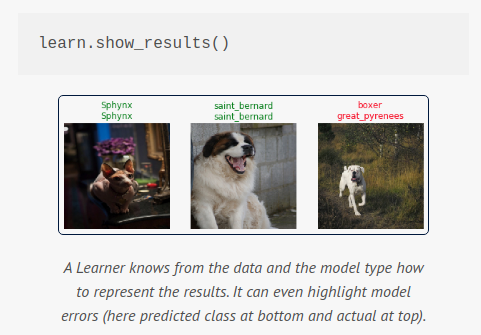 learn.show_results()
Sphynx saint_bernard boxer
Sphynx saint_bernard great_pyrenees
A Learner knows from the data and the model type how
to represent the results. It can even highlight model
errors (here predicted class at bottom and actual at top).